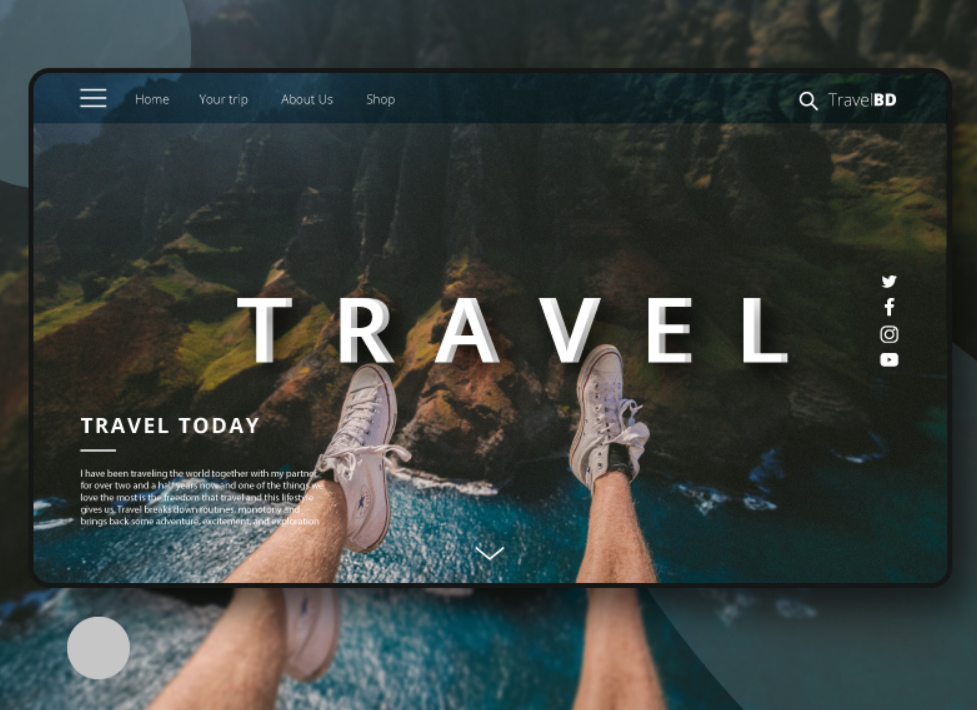 Home Your trip About Us Shop TravelBD
TRAVEL
TRAVEL TODAY
I have been traveling the world together with my partner
for over two and a half years now and one of the things we
love the most is the freedom that travel and this lifestyle
gives us. Travel breaks down routines. monotony and
brings back some adventure, excitement, and exploration